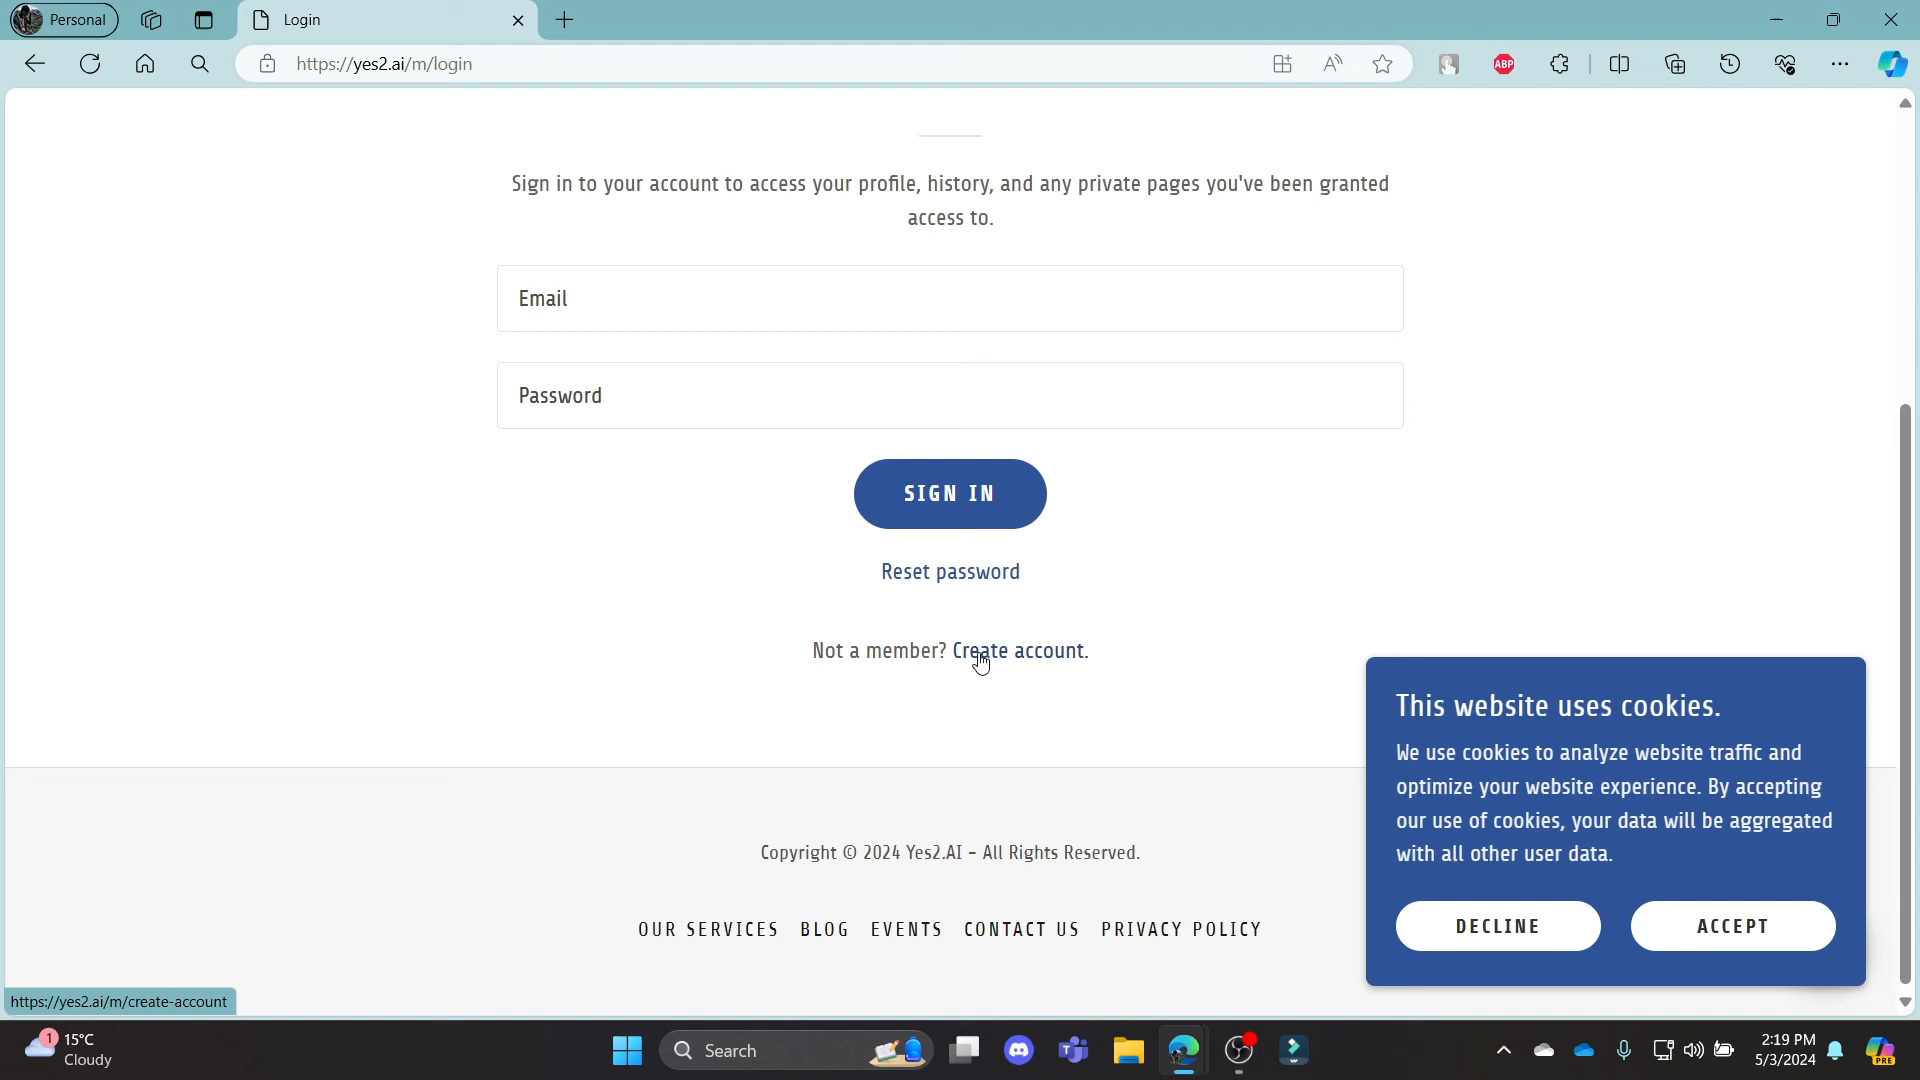 Personal
Login
https://yes2.ai/m/login
ABP
Sign in to your account to access your profile, history, and any private pages you've been granted
access to.
Email
Password
SIGN IN
Reset password
Not a member? Create account.
This website uses cookies.
We use cookies to analyze website traffic and
optimize your website experience. By accepting
our use of cookies, your data will be aggregated
with all other user data.
DECLINE ACCEPT
Copyright © 2024 Yes2.AI - All Rights Reserved.
OUR SERVICES BLOG EVENTS CONTACT US PRIVACY POLICY
https://yes2.ai/m/create-account
1 15°C
Cloudy
Search
2:19 PM
5/3/2024
PRE